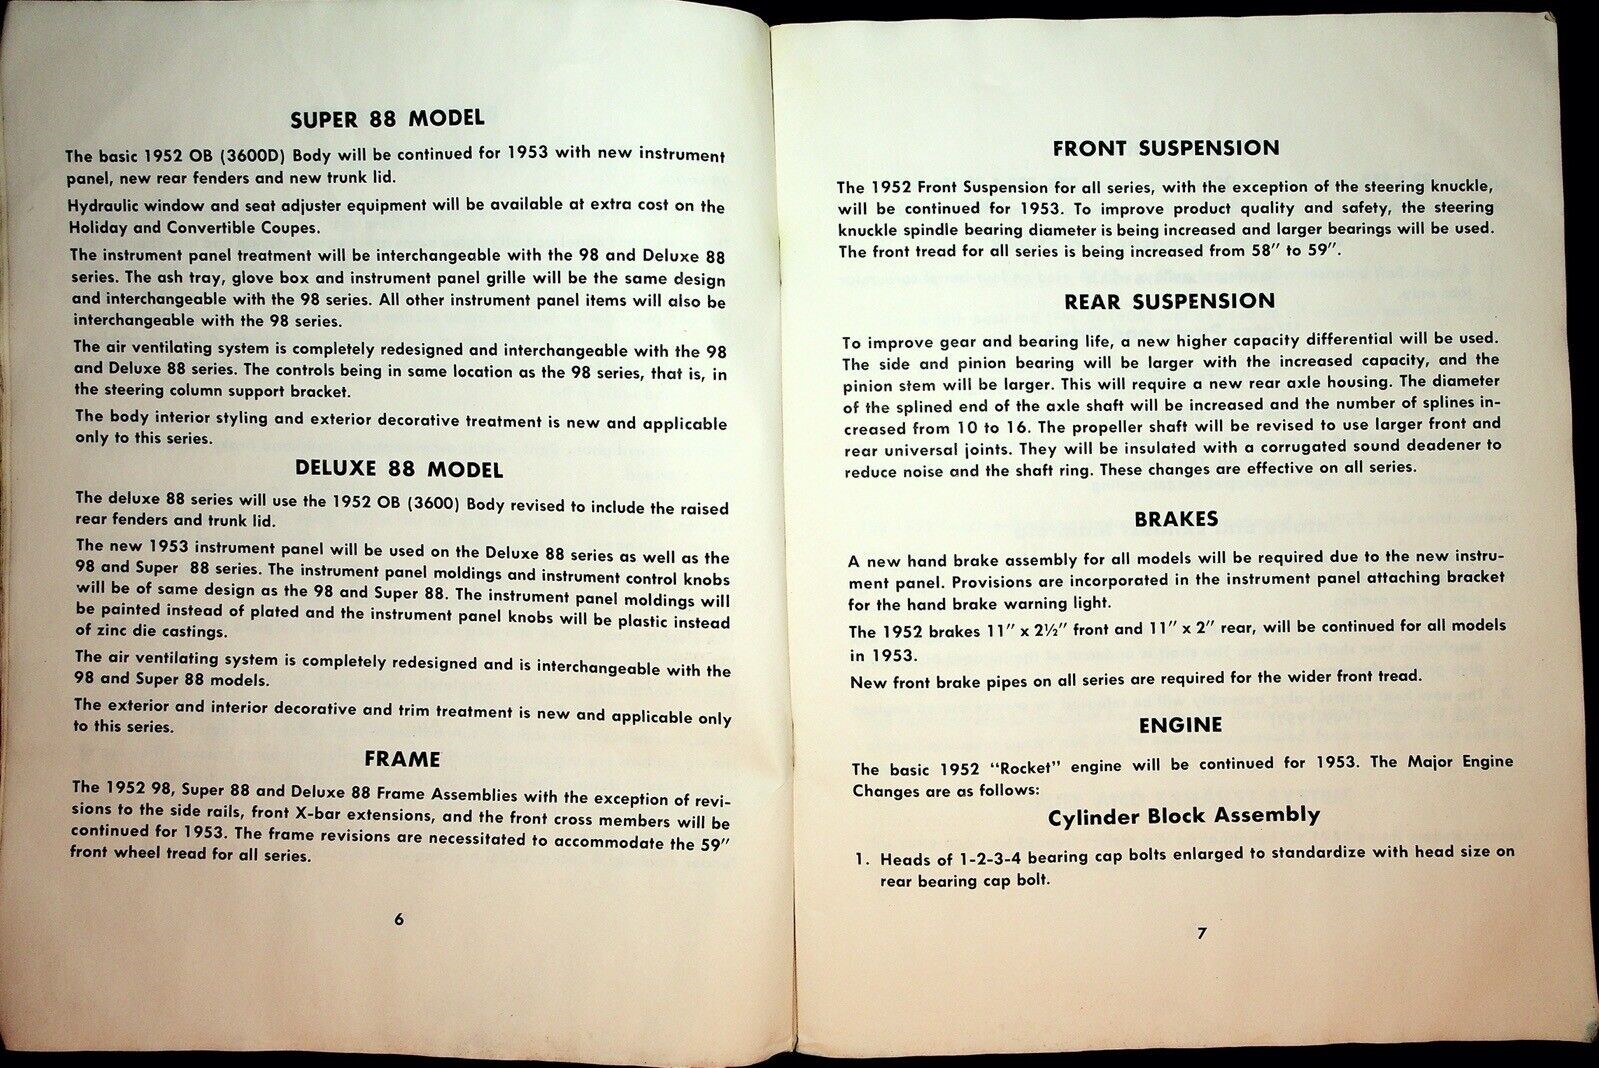 SUPER 88 MODEL
The basic 1952 OB (3600D) Body will be continued for 1953 with new instrument
panel, new rear fenders and new trunk lid.
Hydraulic window and seat adjuster equipment will be available at extra cost on the
Holiday and Convertible Coupes.
The instrument panel treatment will be interchangeable with the 98 and Deluxe 88
series. The ash tray, glove box and instrument panel grille will be the same design
and interchangeable with the 98 series. All other instrument panel items will also be
interchangeable with the 98 series.
The air ventilating system is completely redesigned and interchangeable with the 98
and Deluxe 88 series. The controls being in same location as the 98 series, that is, in
the steering column support bracket.
The body interior styling and exterior decorative treatment is new and applicable
only to this series.
DELUXE 88 MODEL
The deluxe 88 series will use the 1952 OB (3600) Body revised to include the raised
rear fenders and trunk lid.
The new 1953 instrument panel will be used on the Deluxe 88 series as well as the
98 and Super 88 series. The instrument panel moldings and instrument control knobs
will be of same design as the 98 and Super 88. The instrument panel moldings will
be painted instead of plated and the instrument panel knobs will be plastic instead
of zinc die castings.
The air ventilating system is completely redesigned and is interchangeable with the
98 and Super 88 models.
The exterior and interior decorative and trim treatment is new and applicable only
to this series.
FRAME
The 1952 98, Super 88 and Deluxe 88 Frame Assemblies with the exception of revi-
sions to the side rails, front X-bar extensions, and the front cross members will be
continued for 1953. The frame revisions are necessitated to accommodate the 59″
front wheel tread for all series.
6
FRONT SUSPENSION
The 1952 Front Suspension for all series, with the exception of the steering knuckle,
will be continued for 1953. To improve product quality and safety, the steering
knuckle spindle bearing diameter is being increased and larger bearings will be used.
The front tread for all series is being increased from 58″ to 59″.
REAR SUSPENSION
To improve gear and bearing life, a new higher capacity differential will be used.
The side and pinion bearing will be larger with the increased capacity, and the
pinion stem will be larger. This will require a new rear axle housing. The diameter
of the splined end of the axle shaft will be increased and the number of splines in-
creased from 10 to 16. The propeller shaft will be revised to use larger front and
rear universal joints. They will be insulated with a corrugated sound deadener to
reduce noise and the shaft ring. These changes are effective on all series.
BRAKES
A new hand brake assembly for all models will be required due to the new instru-
ment panel. Provisions are incorporated in the instrument panel attaching bracket
for the hand brake warning light.
The 1952 brakes 11″ x 2½″ front and 11″ x 2″ rear, will be continued for all models
in 1953.
New front brake pipes on all series are required for the wider front tread.
ENGINE
The basic 1952 “Rocket” engine will be continued for 1953. The Major Engine
Changes are as follows:
Cylinder Block Assembly
1. Heads of 1-2-3-4 bearing cap bolts enlarged to standardize with head size on
rear bearing cap bolt.
7